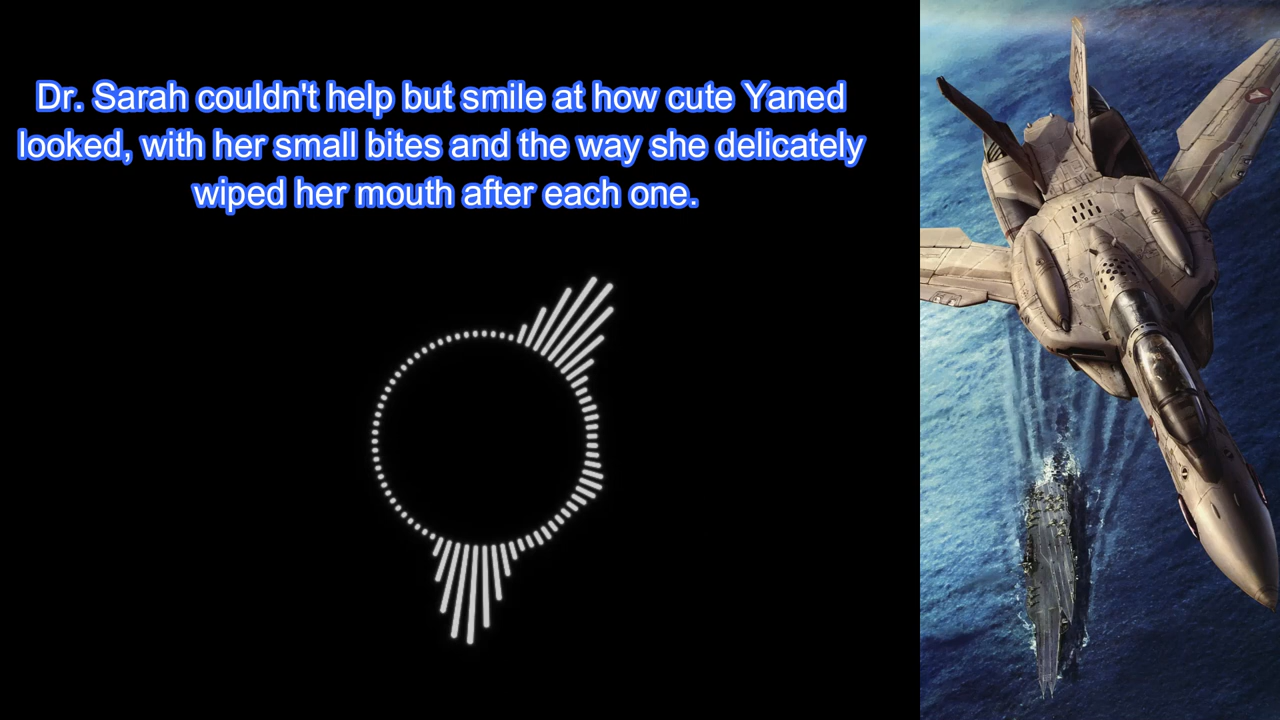 Dr. Sarah couldn't help but smile at how cute Yaned
looked, with her small bites and the way she delicately
wiped her mouth after each one.